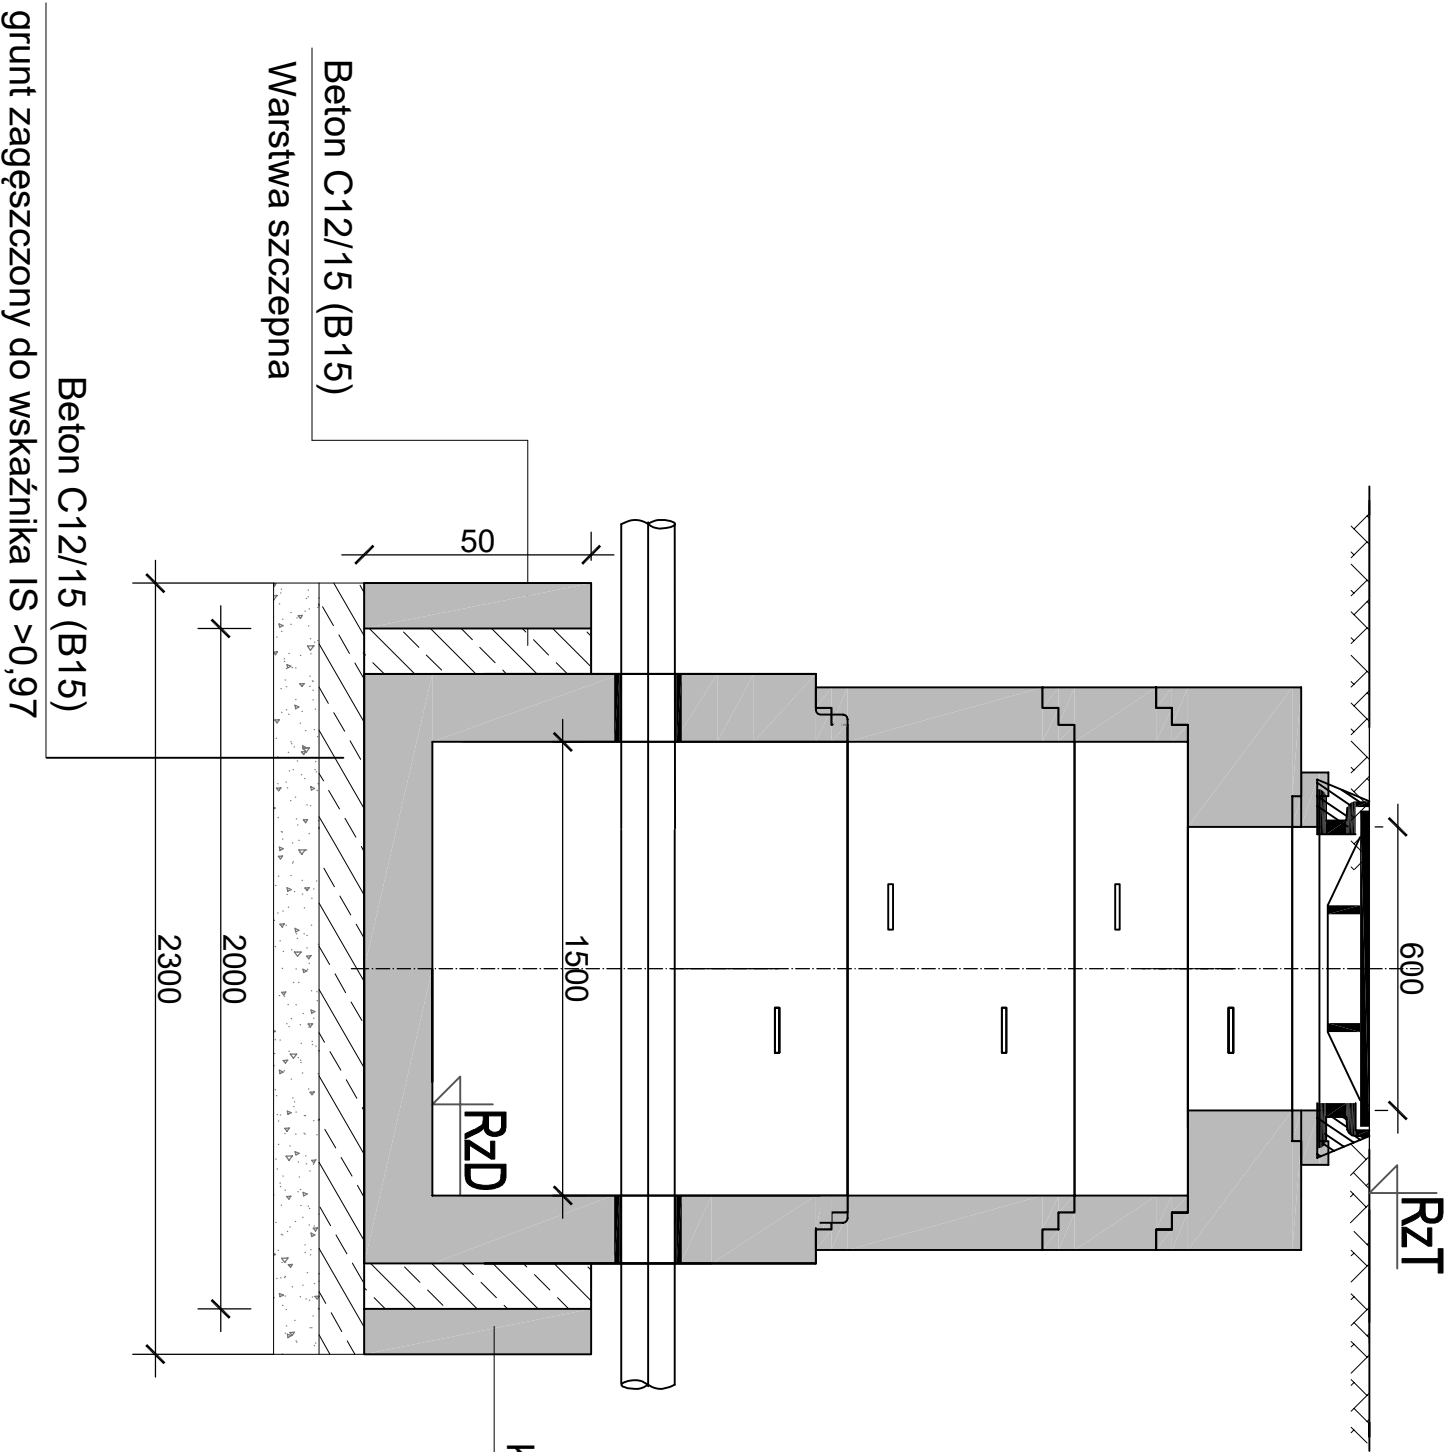 RzT
600
Beton C12/15 (B15)
Warstwa szczepna
50
1500
RzD
2000
2300
Beton C12/15 (B15)
grunt zagęszczony do wskaźnika IS >0,97